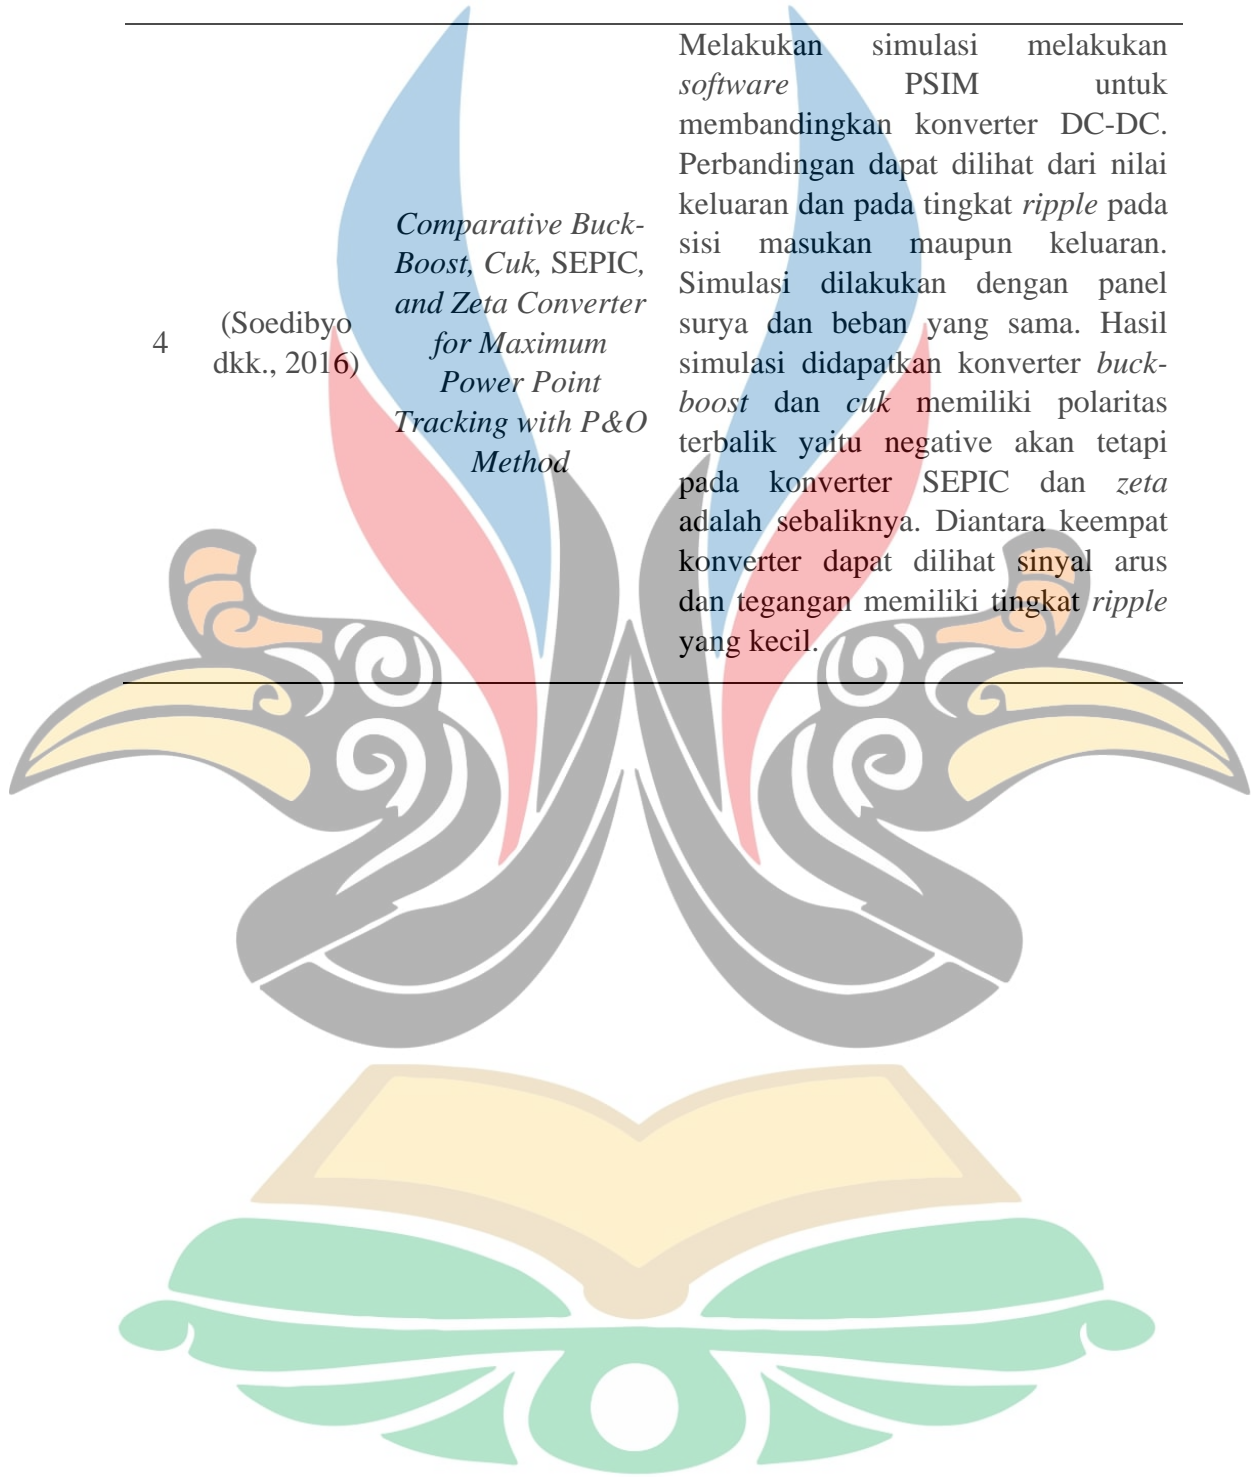 4
(Soedibyo
dkk., 2016)
Comparative Buck-
Boost, Cuk, SEPIC,
and Zeta Converter
for Maximum
Power Point
Tracking with P&O
Method
Melakukan simulasi melakukan
software PSIM untuk
membandingkan konverter DC-DC.
Perbandingan dapat dilihat dari nilai
keluaran dan pada tingkat ripple pada
sisi masukan maupun keluaran.
Simulasi dilakukan dengan panel
surya dan beban yang sama. Hasil
simulasi didapatkan konverter buck-
boost dan cuk memiliki polaritas
terbalik yaitu negative akan tetapi
pada konverter SEPIC dan zeta
adalah sebaliknya. Diantara keempat
konverter dapat dilihat sinyal arus
dan tegangan memiliki tingkat ripple
yang kecil.